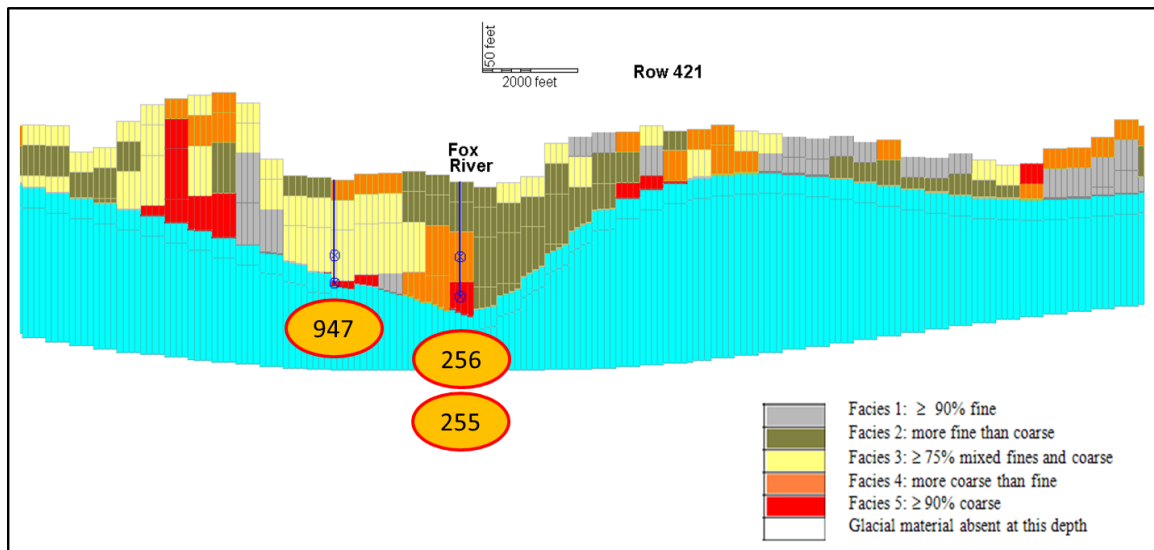 50 feet
2000 feet
Row 421
Fox
River
947
256
255
Facies 1: ≥ 90% fine
Facies 2: more fine than coarse
Facies 3: ≥ 75% mixed fines and coarse
Facies 4: more coarse than fine
Facies 5: ≥ 90% coarse
Glacial material absent at this depth